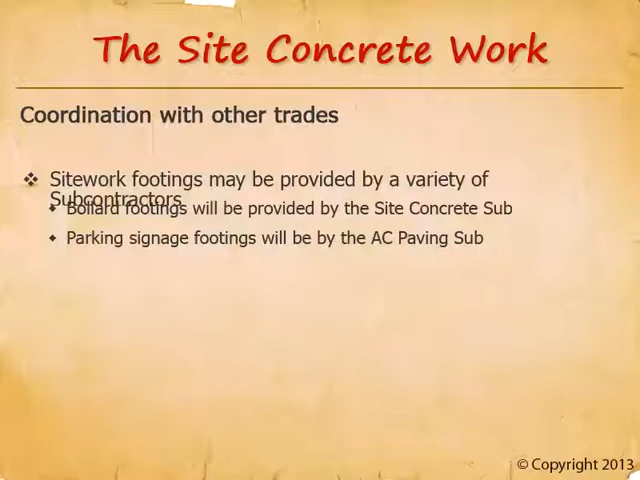 The Site Concrete Work
Coordination with other trades
❖ Sitework footings may be provided by a variety of
Subcontractors
◆ Bollard footings will be provided by the Site Concrete Sub
◆ Parking signage footings will be by the AC Paving Sub
© Copyright 2013